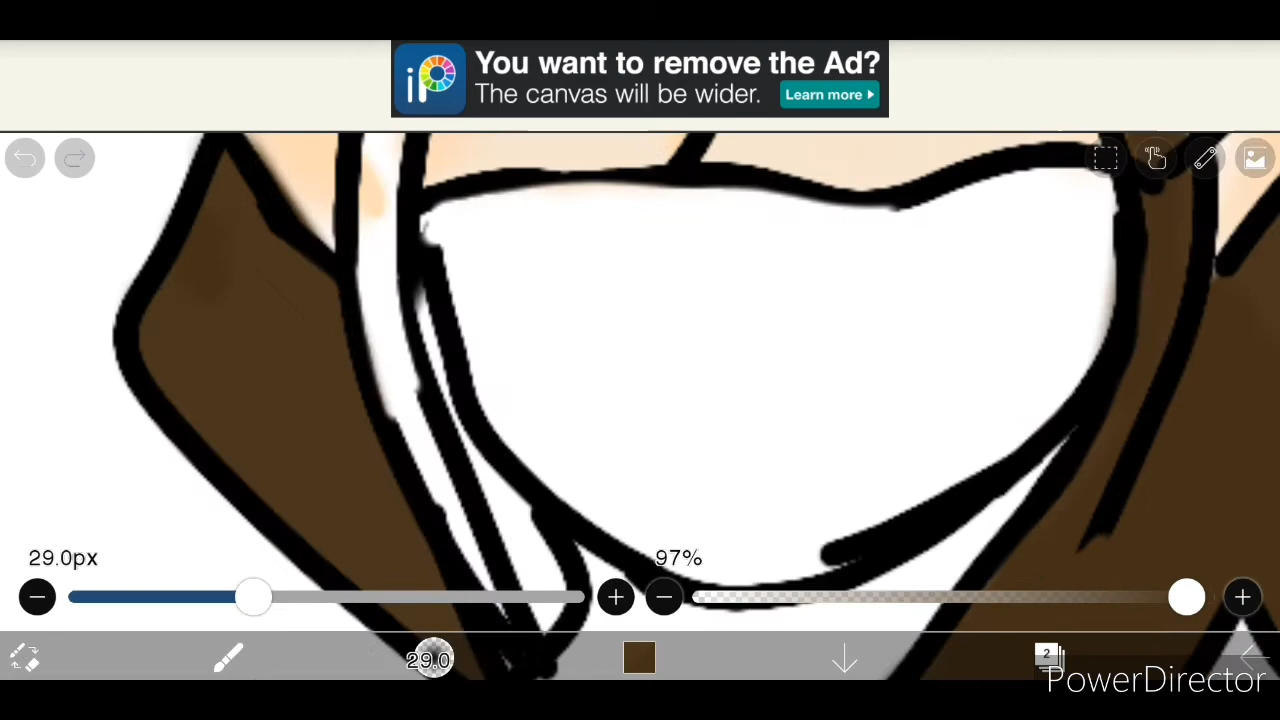 iP
You want to remove the Ad?
The canvas will be wider.
Learn more
29.0px
97%
29.0
2
PowerDirector